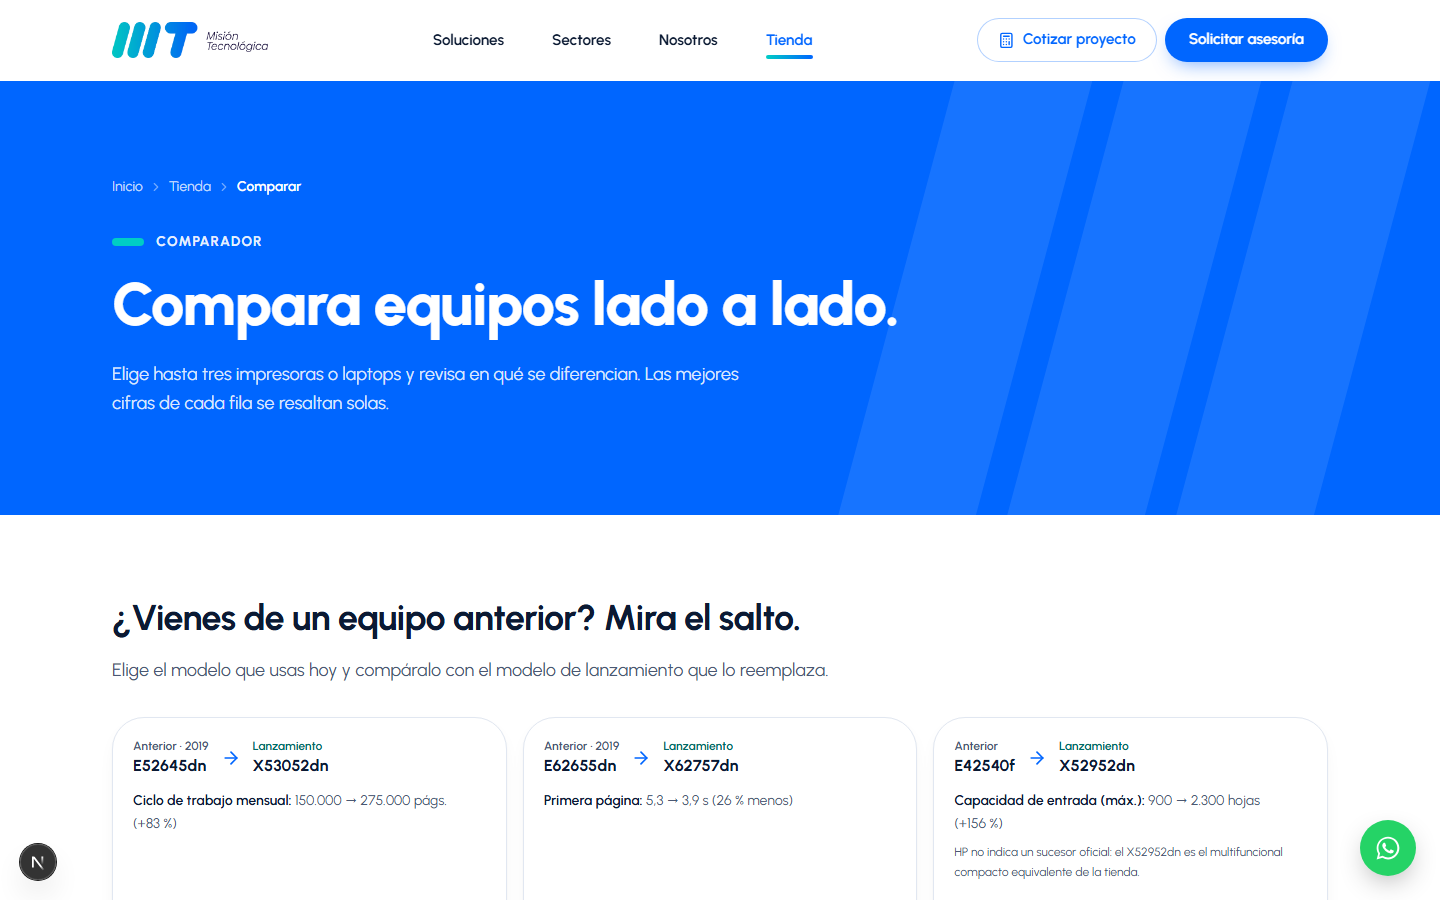 Misión
Tecnológica
Soluciones
Sectores
Nosotros
Tienda
Cotizar proyecto
Solicitar asesoría
Inicio > Tienda > Comparar
COMPARADOR
Compara equipos lado a lado.
Elige hasta tres impresoras o laptops y revisa en qué se diferencian. Las mejores
cifras de cada fila se resaltan solas.
¿Vienes de un equipo anterior? Mira el salto.
Elige el modelo que usas hoy y compáralo con el modelo de lanzamiento que lo reemplaza.
Anterior · 2019
E52645dn
→
Lanzamiento
X53052dn
Ciclo de trabajo mensual: 150.000 → 275.000 págs.
(+83 %)
Anterior · 2019
E62655dn
→
Lanzamiento
X62757dn
Primera página: 5,3 → 3,9 s (26 % menos)
Anterior
E42540f
→
Lanzamiento
X52952dn
Capacidad de entrada (máx.): 900 → 2.300 hojas
(+156 %)
HP no indica un sucesor oficial: el X52952dn es el multifuncional
compacto equivalente de la tienda.
N